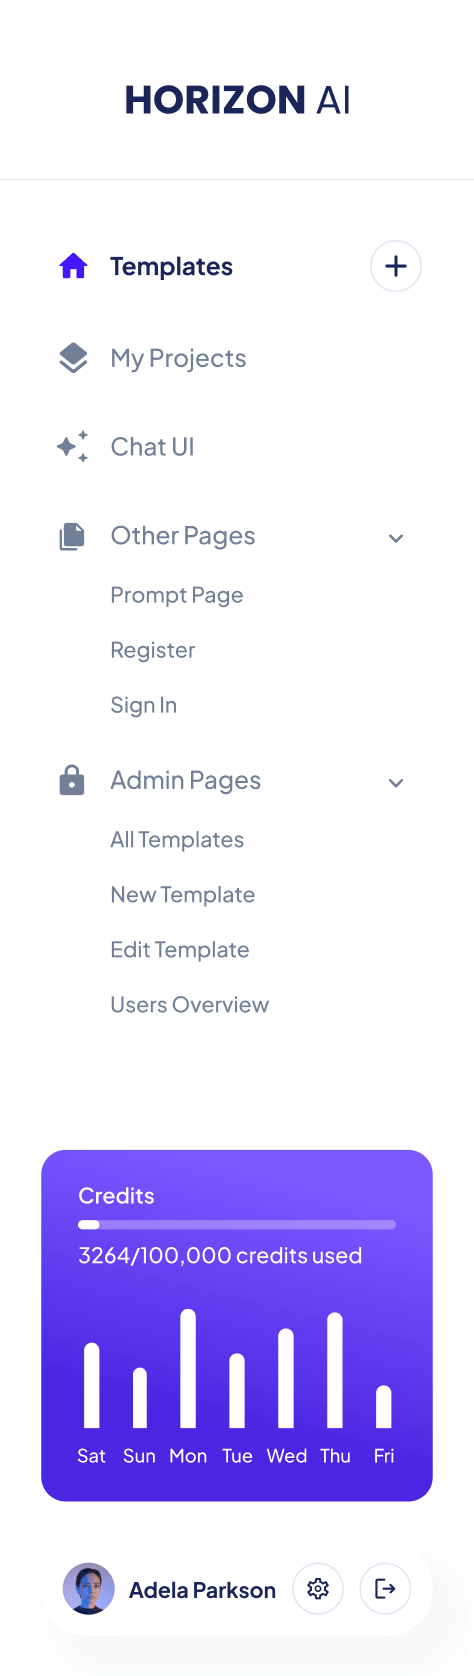 HORIZON AI
Templates
My Projects
Chat UI
Other Pages
Prompt Page
Register
Sign In
Admin Pages
All Templates
New Template
Edit Template
Users Overview
Credits
3264/100,000 credits used
Sat Sun Mon Tue Wed Thu Fri
Adela Parkson